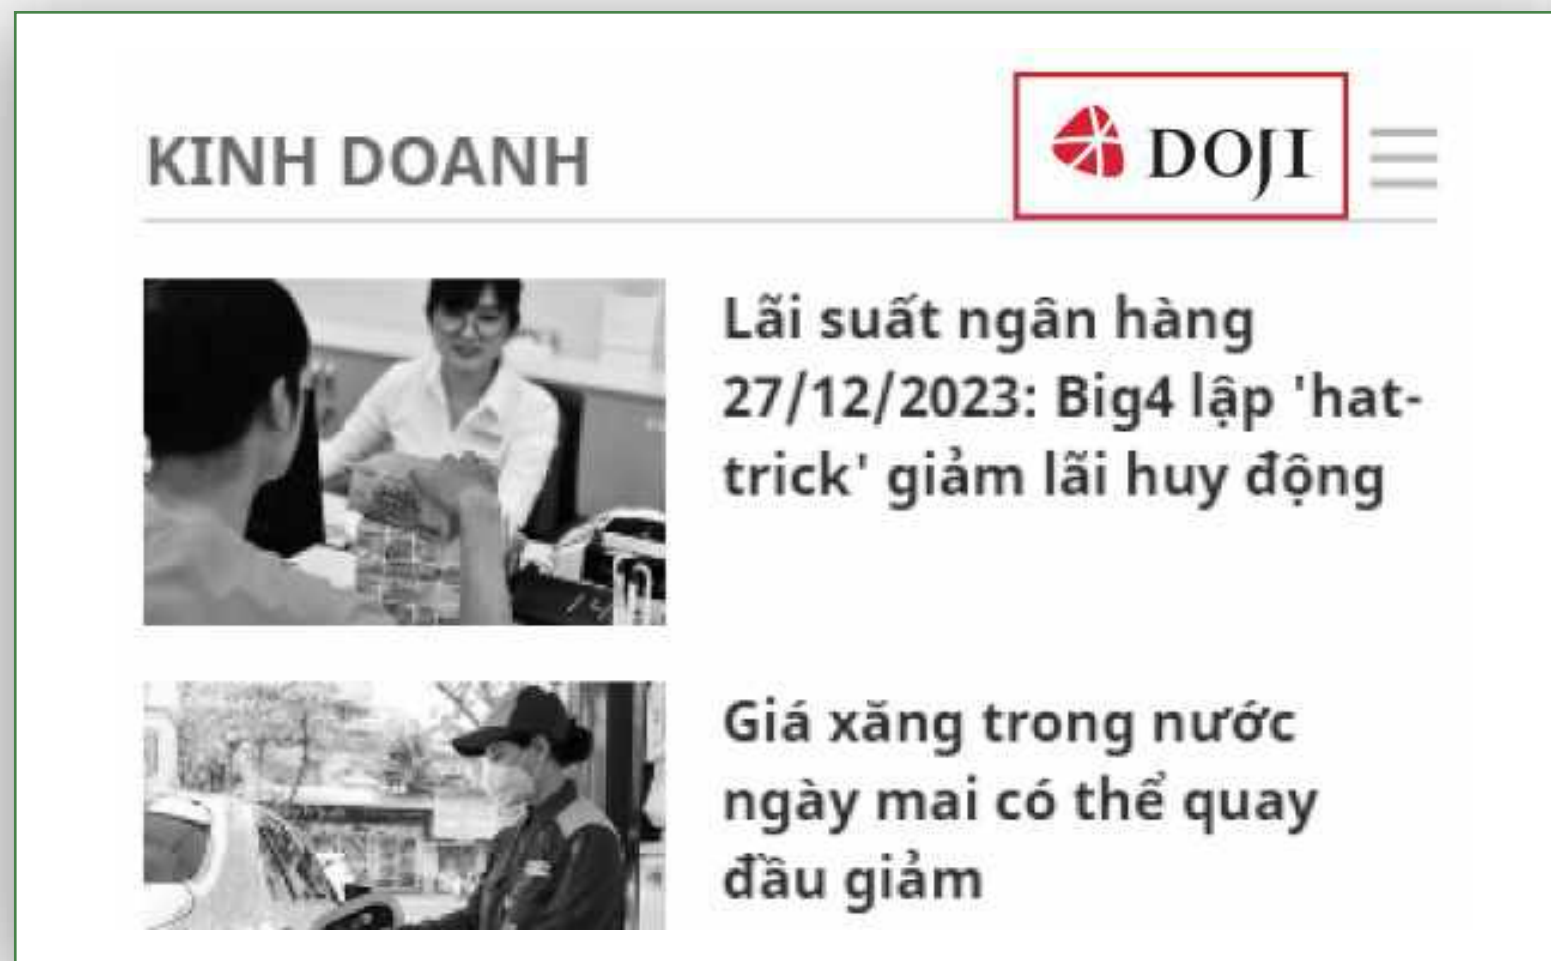 KINH DOANH
DOJI
Lãi suất ngân hàng
27/12/2023: Big4 lập 'hat-
trick' giảm lãi huy động
Giá xăng trong nước
ngày mai có thể quay
đầu giảm